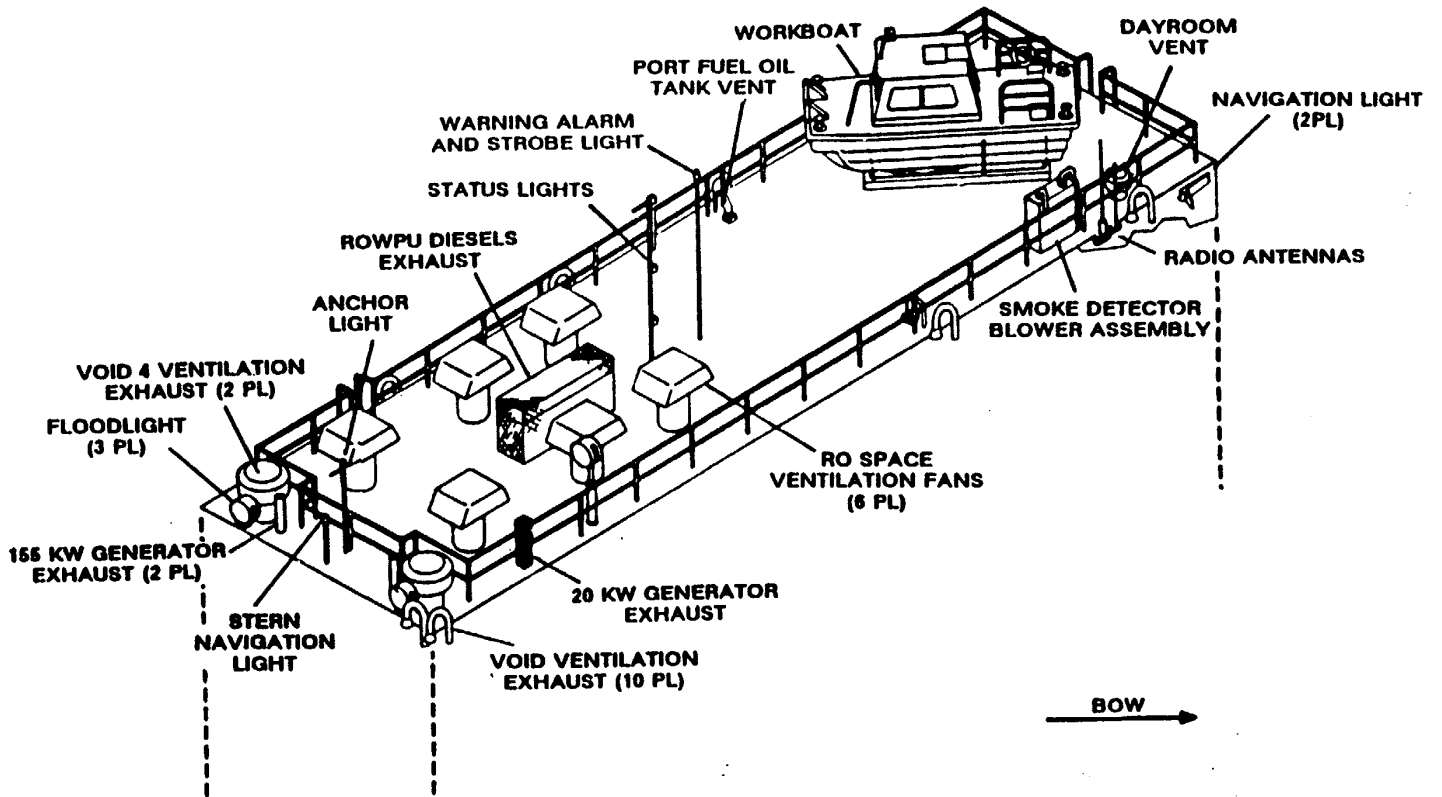 WORKBOAT
DAYROOM
VENT
PORT FUEL OIL
TANK VENT
NAVIGATION LIGHT
(2PL)
WARNING ALARM
AND STROBE LIGHT
STATUS LIGHTS
ROWPU DIESELS
EXHAUST
RADIO ANTENNAS
ANCHOR
LIGHT
SMOKE DETECTOR
BLOWER ASSEMBLY
VOID 4 VENTILATION
EXHAUST (2 PL)
FLOODLIGHT
(3 PL)
RO SPACE
VENTILATION FANS
(6 PL)
155 KW GENERATOR
EXHAUST (2 PL)
20 KW GENERATOR
EXHAUST
STERN
NAVIGATION
LIGHT
VOID VENTILATION
EXHAUST (10 PL)
BOW